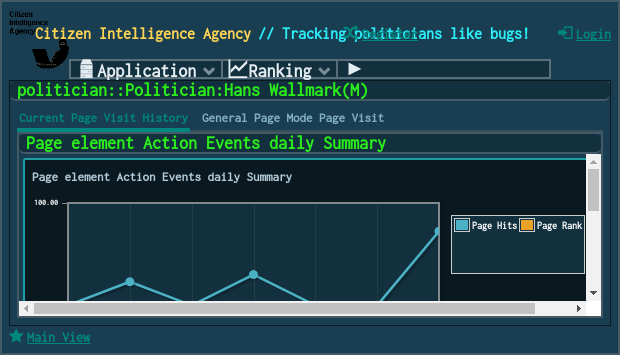 Citizen
Intelligence
Agency
Citizen Intelligence Agency // Tracking politicians like bugs!
Register
Login
Application
Ranking
politician::Politician:Hans Wallmark(M)
Current Page Visit History
General Page Mode Page Visit
Page element Action Events daily Summary
Page element Action Events daily Summary
100.00
Page Hits
Page Rank
Main View